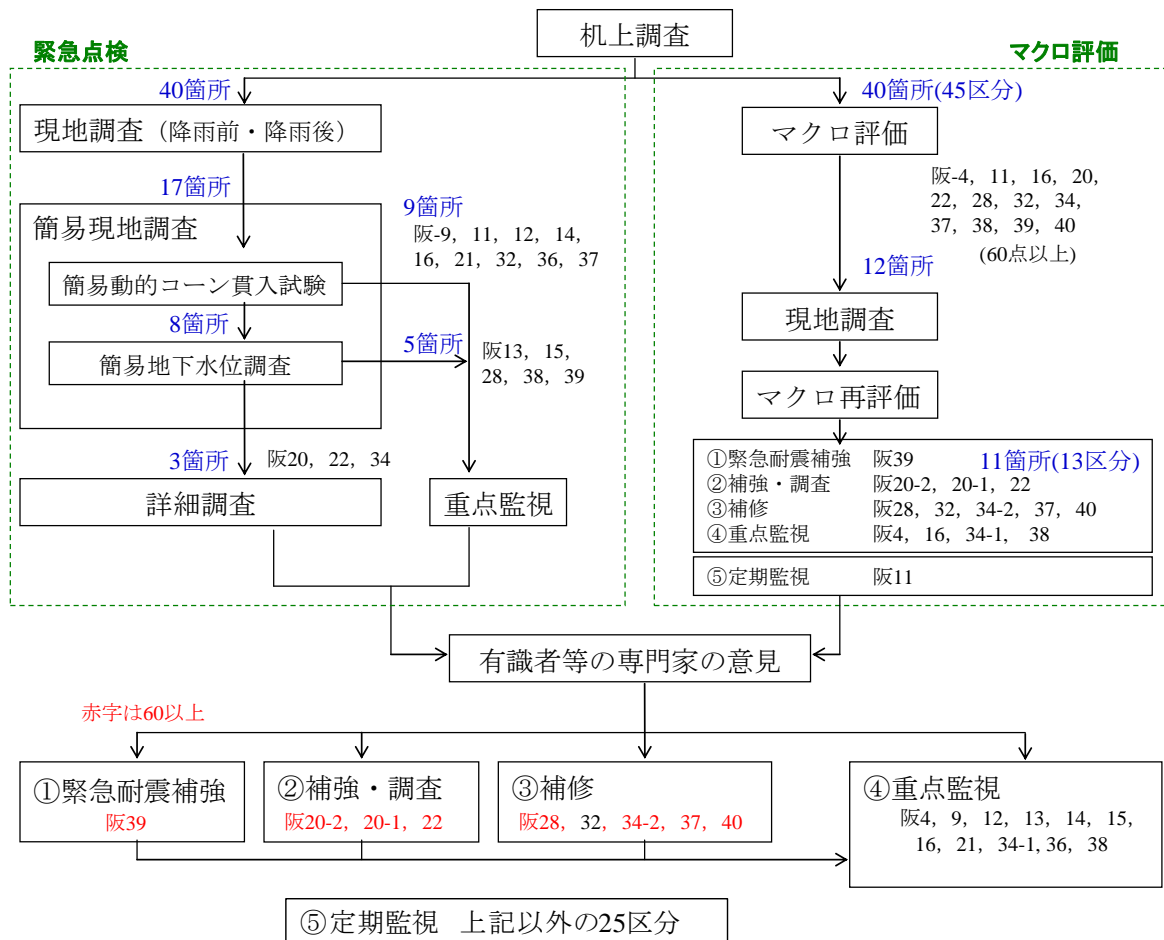 机上調査
緊急点検
マクロ評価
40箇所
現地調査（降雨前・降雨後）
17箇所
簡易現地調査
簡易動的コーン貫入試験
8箇所
簡易地下水位調査
9箇所
阪-9, 11, 12, 14,
16, 21, 32, 36, 37
5箇所
阪13, 15,
28, 38, 39
3箇所
阪20, 22, 34
詳細調査
重点監視
40箇所(45区分)
マクロ評価
阪-4, 11, 16, 20,
22, 28, 32, 34,
37, 38, 39, 40
(60点以上)
12箇所
現地調査
マクロ再評価
①緊急耐震補強 阪39 11箇所(13区分)
②補強・調査 阪20-2, 20-1, 22
③補修 阪28, 32, 34-2, 37, 40
④重点監視 阪4, 16, 34-1, 38
⑤定期監視 阪11
有識者等の専門家の意見
赤字は60以上
①緊急耐震補強
阪39
②補強・調査
阪20-2, 20-1, 22
③補修
阪28, 32, 34-2, 37, 40
④重点監視
阪4, 9, 12, 13, 14, 15,
16, 21, 34-1, 36, 38
⑤定期監視 上記以外の25区分